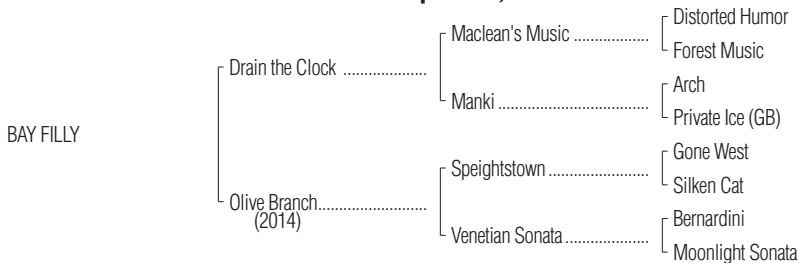 Distorted Humor
Maclean's Music ..................
Forest Music
Drain the Clock ....................
Arch
Manki ....................................
Private Ice (GB)
BAY FILLY
Gone West
Speightstown ........................
Silken Cat
Olive Branch..........................
(2014)
Bernardini
Venetian Sonata ....................
Moonlight Sonata